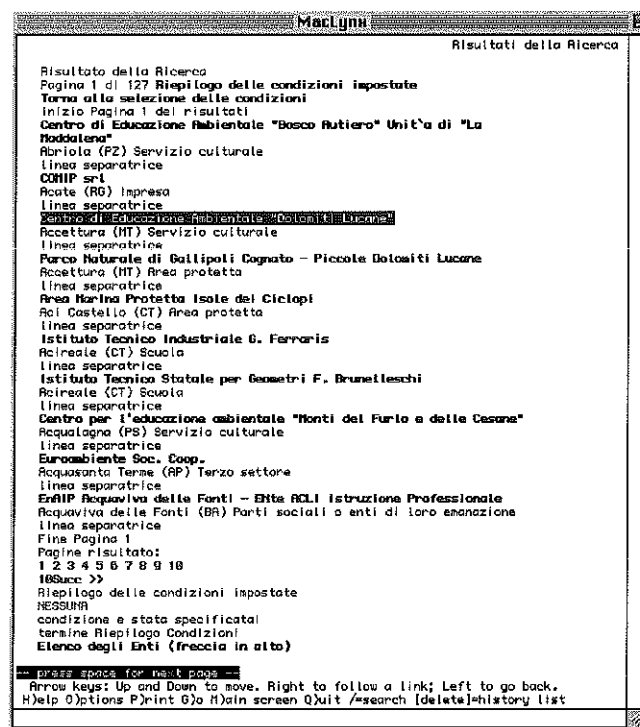 MacLynx
Risultati della Ricerca
Risultato della Ricerca
Pagina 1 di 127 Riepilogo delle condizioni impostate
Torna alla selezione delle condizioni
inizio Pagina 1 dei risultati
Centro di Educazione Ambientale "Bosco Rutiero" Unit`a di "La
Maddalena"
Abriola (PZ) Servizio culturale
linea separatrice
COMIP srl
Acate (RG) Impresa
linea separatrice
Centro di Educazione Ambientale "Dolomiti Lucane"
Accettura (MT) Servizio culturale
linea separatrice
Parco Naturale di Gallipoli Cognato - Piccole Dolomiti Lucane
Accettura (MT) Area protetta
linea separatrice
Area Marina Protetta Isole dei Ciclopi
Aci Castello (CT) Area protetta
linea separatrice
Istituto Tecnico Industriale G. Ferraris
Acireale (CT) Scuola
linea separatrice
Istituto Tecnico Statale per Geometri F. Brunelleschi
Acireale (CT) Scuola
linea separatrice
Centro per l'educazione ambientale "Monti del Furlo e delle Cesane"
Acqualagna (PS) Servizio culturale
linea separatrice
Euroambiente Soc. Coop.
Acquasanta Terme (AP) Terzo settore
linea separatrice
EnAIP Acquaviva delle Fonti - ENte ACLI Istruzione Professionale
Acquaviva delle Fonti (BA) Parti sociali o enti di loro emanazione
linea separatrice
Fine Pagina 1
Pagine risultato:
1 2 3 4 5 6 7 8 9 10
10Succ >>
Riepilogo delle condizioni impostate
NESSUNA
condizione e stata specificata!
termine Riepilogo Condizioni
Elenco degli Enti (freccia in alto)
-- press space for next page --
Arrow keys: Up and Down to move. Right to follow a link; Left to go back.
H)elp O)ptions P)rint G)o M)ain screen Q)uit /=search [delete]=history list